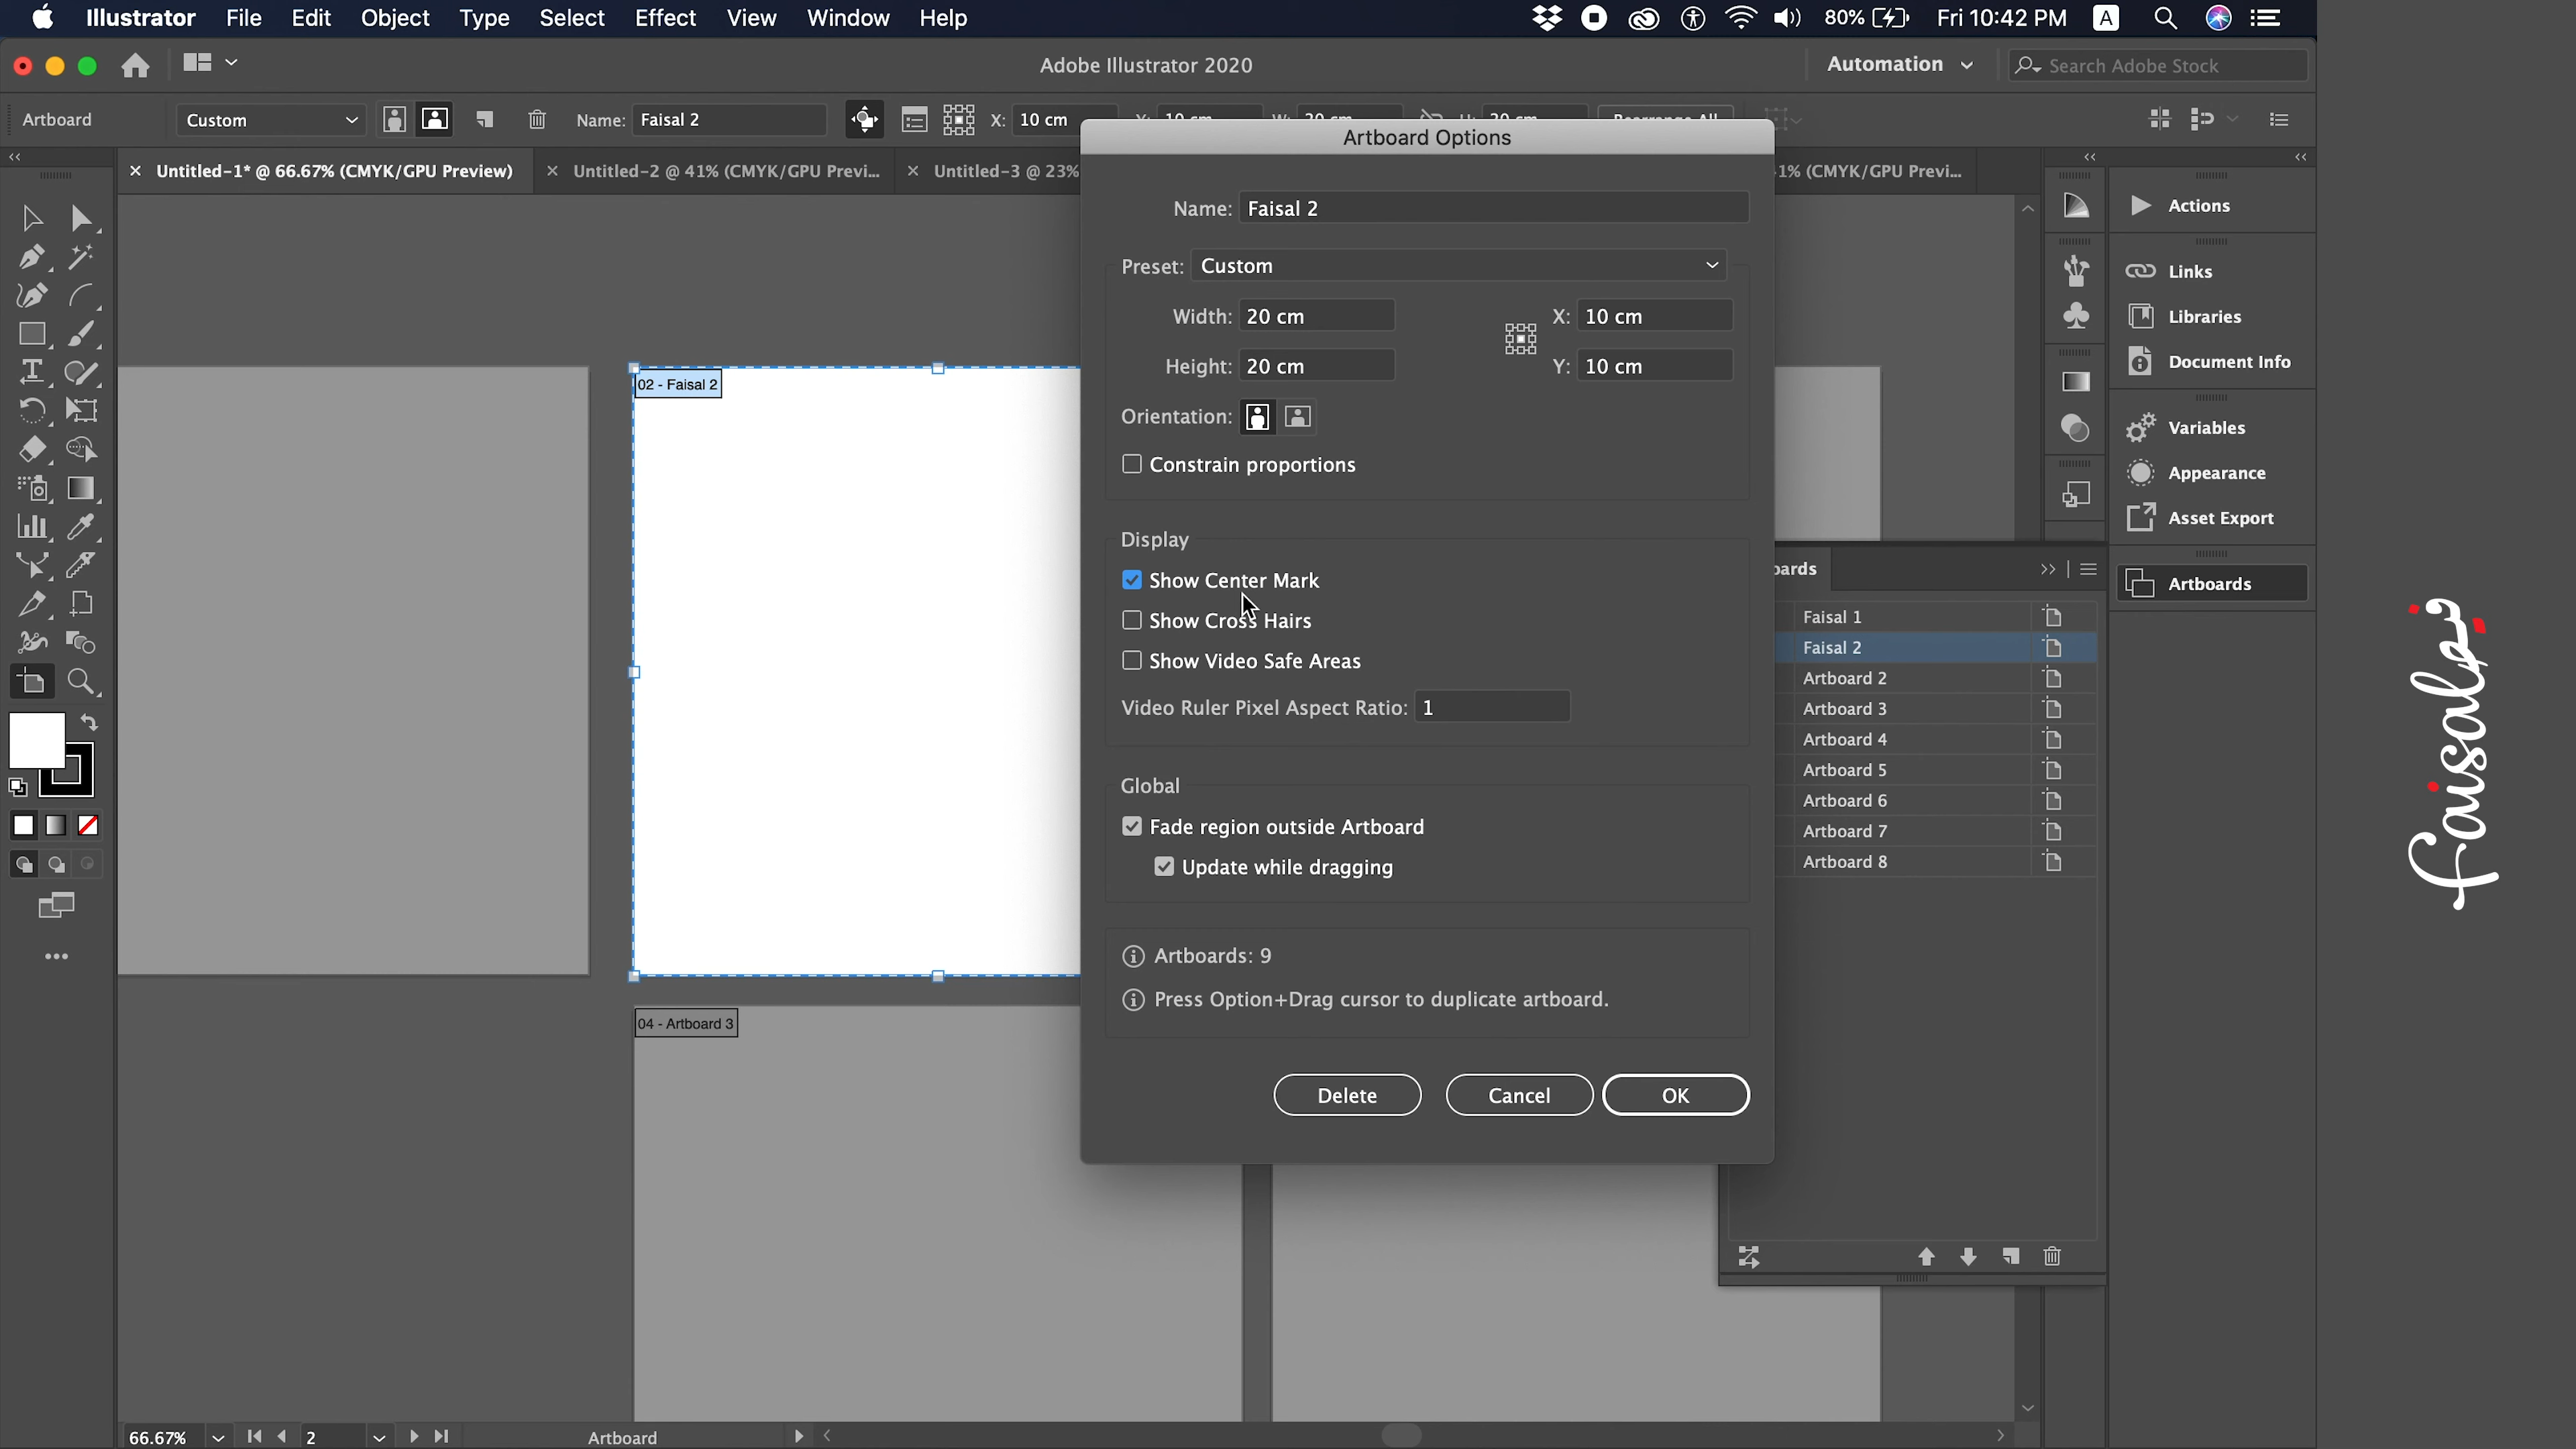 Illustrator File Edit Object Type Select Effect View Window Help 80% Fri 10:42 PM A
Adobe Illustrator 2020 Automation Search Adobe Stock
Artboard Custom Name: Faisal 2 X: 10 cm
Artboard Options
× Untitled-1* @ 66.67% (CMYK/GPU Preview) × Untitled-2 @ 41% (CMYK/GPU Previ... × Untitled-3 @ 23% 1% (CMYK/GPU Previ...
Name: Faisal 2
Preset: Custom
Width: 20 cm X: 10 cm
Height: 20 cm Y: 10 cm
Orientation:
Constrain proportions
Display
Show Center Mark
Show Cross Hairs
Show Video Safe Areas
Video Ruler Pixel Aspect Ratio: 1
Global
Fade region outside Artboard
Update while dragging
Artboards: 9
Press Option+Drag cursor to duplicate artboard.
Delete Cancel OK
02 - Faisal 2
04 - Artboard 3
Actions
Links
Libraries
Document Info
Variables
Appearance
Asset Export
Artboards
Faisal 1
Faisal 2
Artboard 2
Artboard 3
Artboard 4
Artboard 5
Artboard 6
Artboard 7
Artboard 8
66.67% 2 Artboard